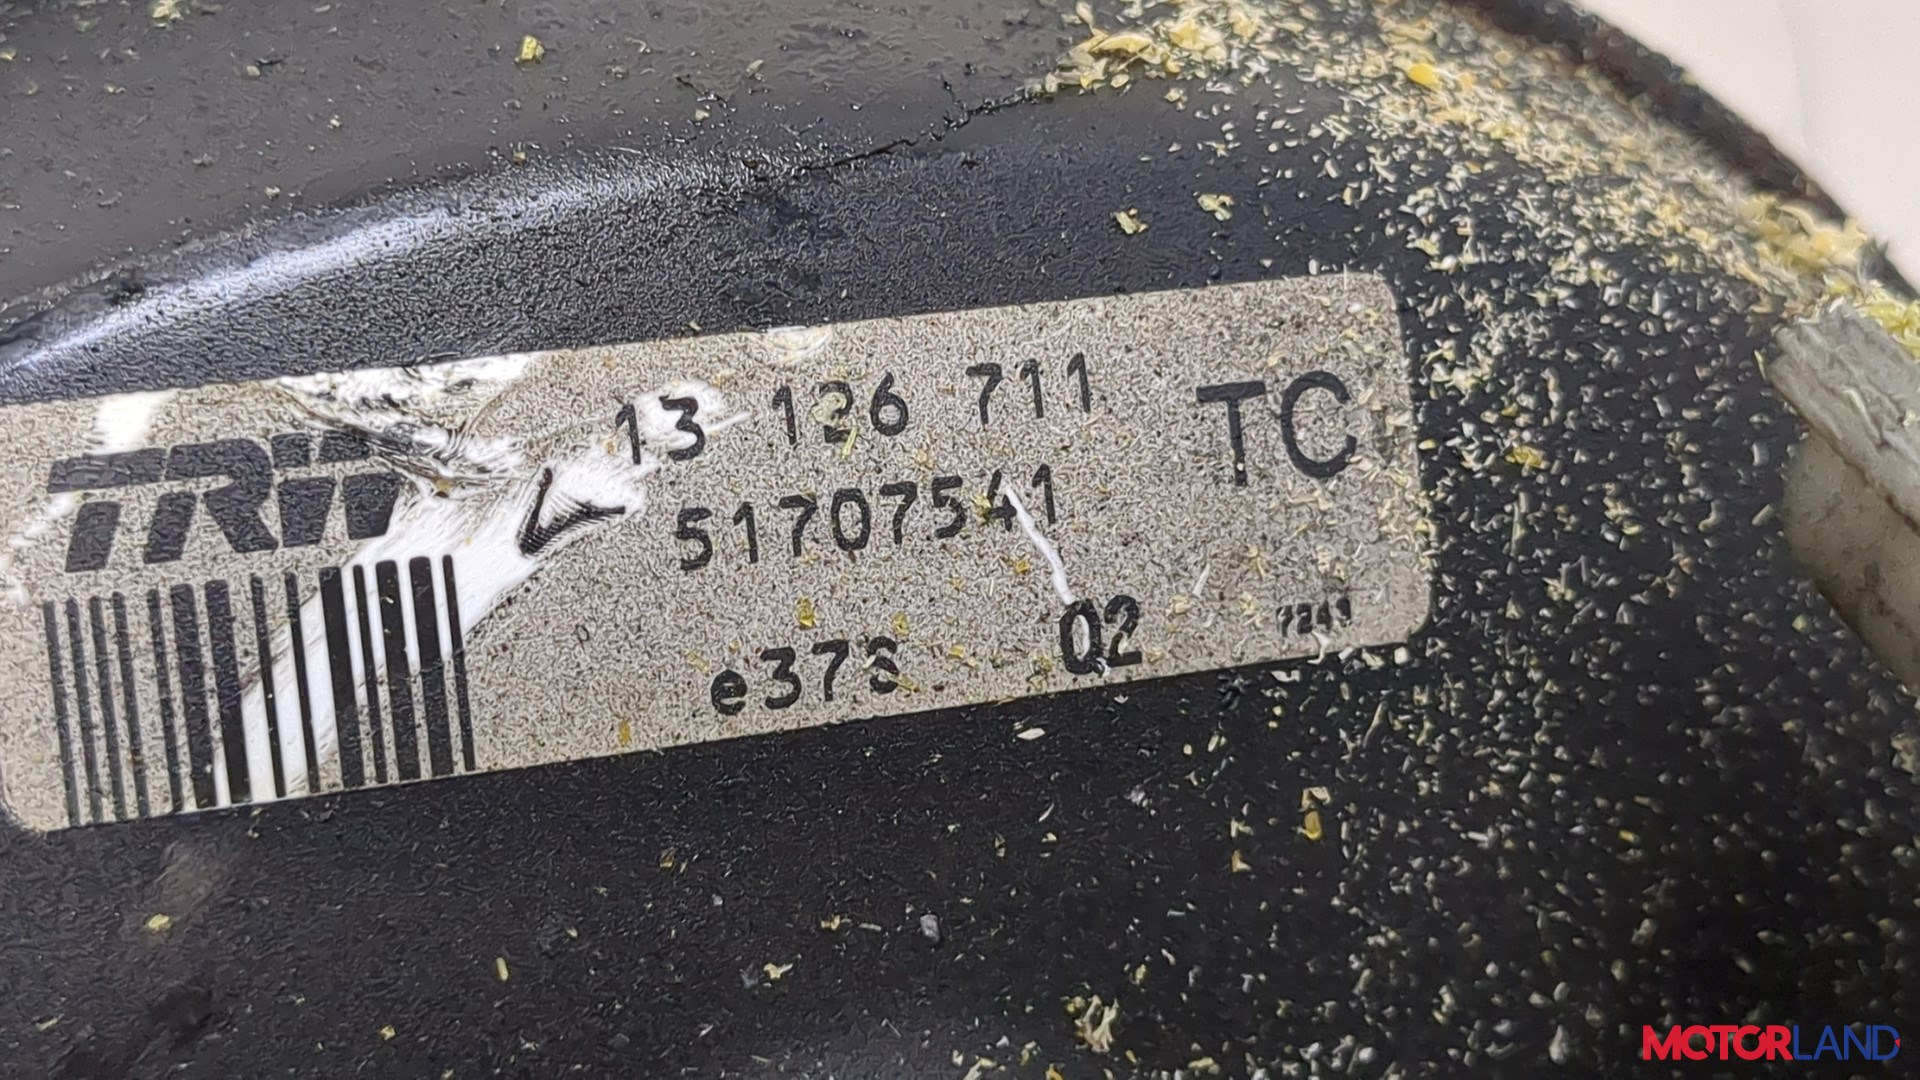 TRW
13 126 711
TC
51707541
e373 02
MOTORLAND